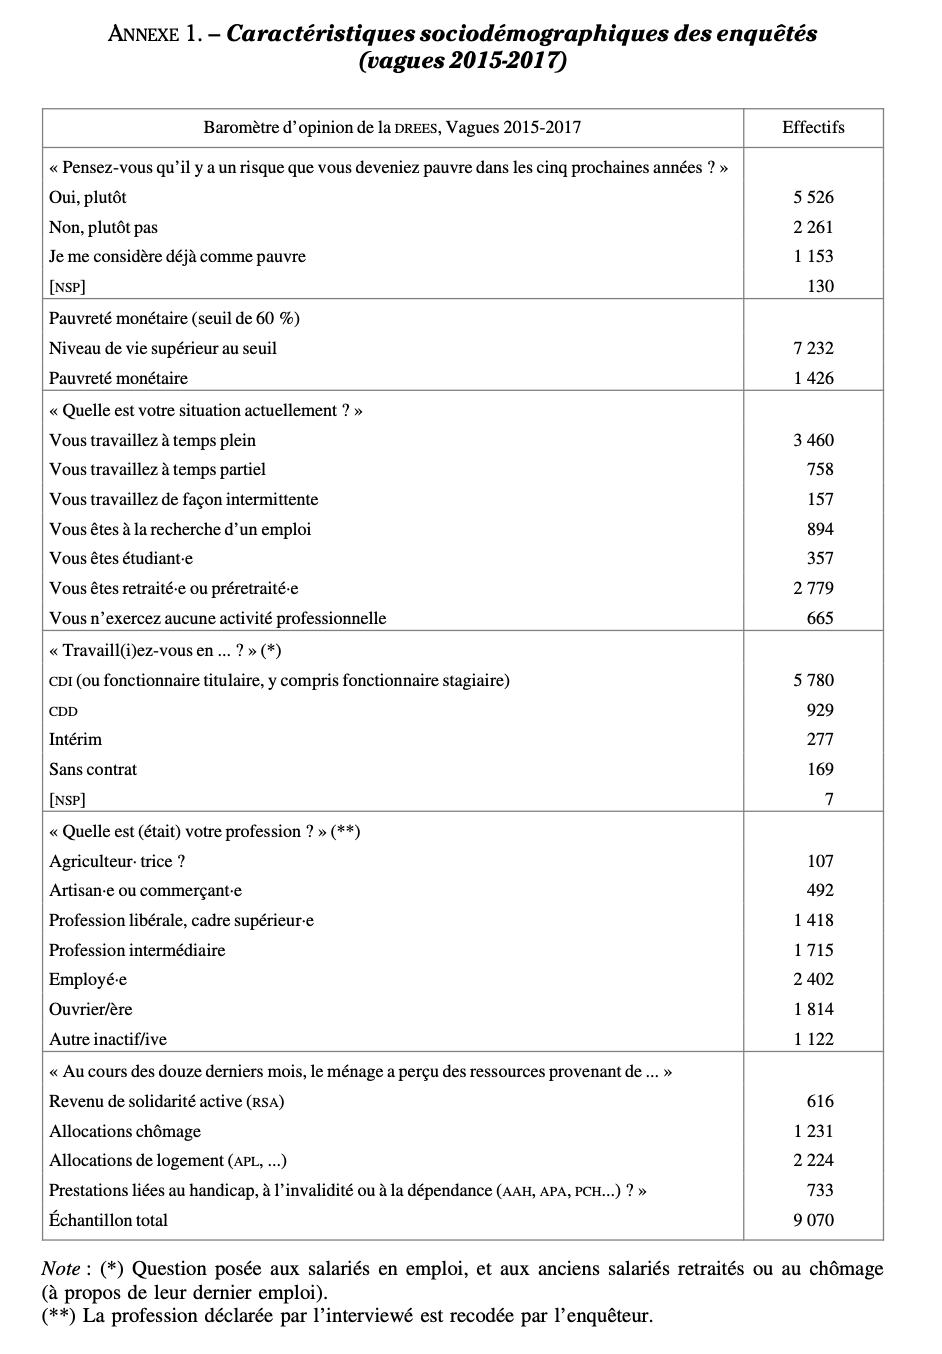 ANNEXE 1. – Caractéristiques sociodémographiques des enquêtés
(vagues 2015-2017)
Baromètre d’opinion de la DREES, Vagues 2015-2017 Effectifs
« Pensez-vous qu’il y a un risque que vous deveniez pauvre dans les cinq prochaines années ? »
Oui, plutôt 5 526
Non, plutôt pas 2 261
Je me considère déjà comme pauvre 1 153
[NSP] 130
Pauvreté monétaire (seuil de 60 %)
Niveau de vie supérieur au seuil 7 232
Pauvreté monétaire 1 426
« Quelle est votre situation actuellement ? »
Vous travaillez à temps plein 3 460
Vous travaillez à temps partiel 758
Vous travaillez de façon intermittente 157
Vous êtes à la recherche d’un emploi 894
Vous êtes étudiant·e 357
Vous êtes retraité·e ou préretraité·e 2 779
Vous n’exercez aucune activité professionnelle 665
« Travaill(i)ez-vous en ... ? » (*)
CDI (ou fonctionnaire titulaire, y compris fonctionnaire stagiaire) 5 780
CDD 929
Intérim 277
Sans contrat 169
[NSP] 7
« Quelle est (était) votre profession ? » (**)
Agriculteur· trice ? 107
Artisan·e ou commerçant·e 492
Profession libérale, cadre supérieur·e 1 418
Profession intermédiaire 1 715
Employé·e 2 402
Ouvrier/ère 1 814
Autre inactif/ive 1 122
« Au cours des douze derniers mois, le ménage a perçu des ressources provenant de ... »
Revenu de solidarité active (RSA) 616
Allocations chômage 1 231
Allocations de logement (APL, ...) 2 224
Prestations liées au handicap, à l’invalidité ou à la dépendance (AAH, APA, PCH...) ? » 733
Échantillon total 9 070
Note : (*) Question posée aux salariés en emploi, et aux anciens salariés retraités ou au chômage
(à propos de leur dernier emploi).
(**) La profession déclarée par l’interviewé est recodée par l’enquêteur.